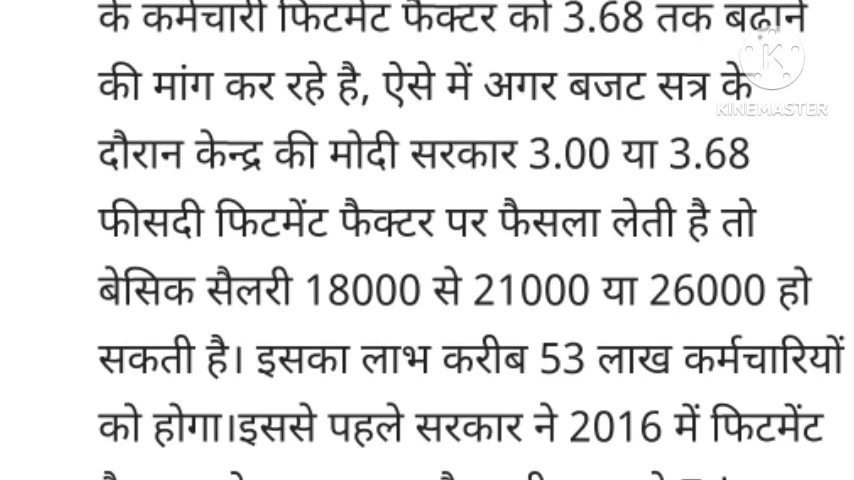 के कर्मचारी फिटमेंट फैक्टर को 3.68 तक बढ़ाने
की मांग कर रहे है, ऐसे में अगर बजट सत्र के
KINEMASTER
दौरान केन्द्र की मोदी सरकार 3.00 या 3.68
फीसदी फिटमेंट फैक्टर पर फैसला लेती है तो
बेसिक सैलरी 18000 से 21000 या 26000 हो
सकती है। इसका लाभ करीब 53 लाख कर्मचारियों
को होगा।इससे पहले सरकार ने 2016 में फिटमेंट